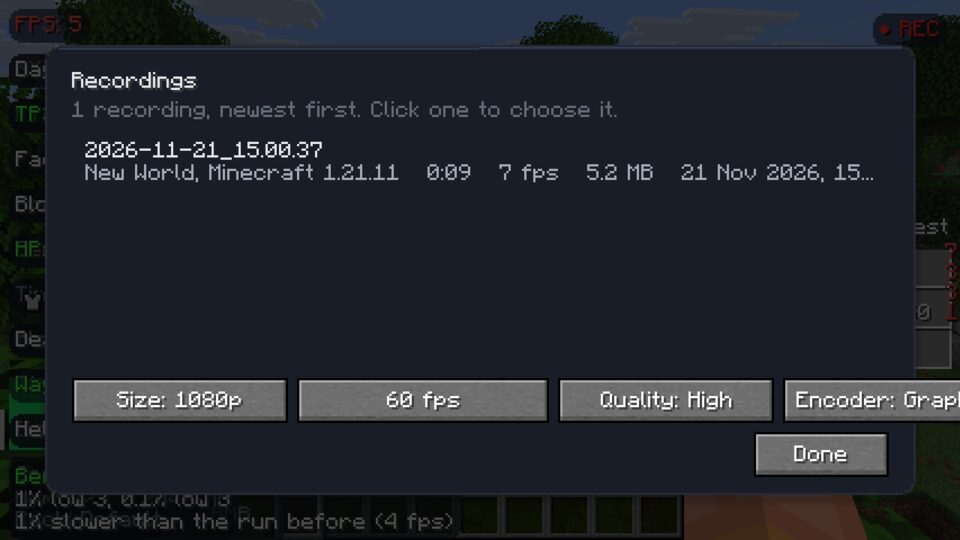 FPS: 5
REC
Recordings
1 recording, newest first. Click one to choose it.
2026-11-21_15.00.37
New World, Minecraft 1.21.11 0:09 7 fps 5.2 MB 21 Nov 2026, 15...
Size: 1080p
60 fps
Quality: High
Encoder: Grap
Done
1% low 3, 0.1% low 3
1% slower than the run before (4 fps)